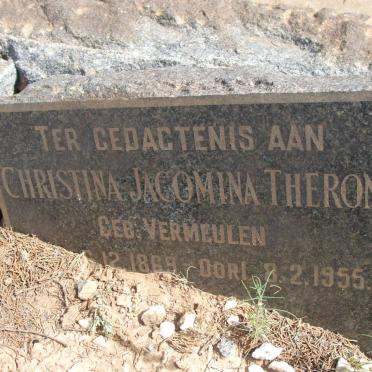 TER GEDAGTENIS AAN
CHRISTINA JACOMINA THERON
GEB. VERMEULEN
12.1869 OORL. 8.2.1955.